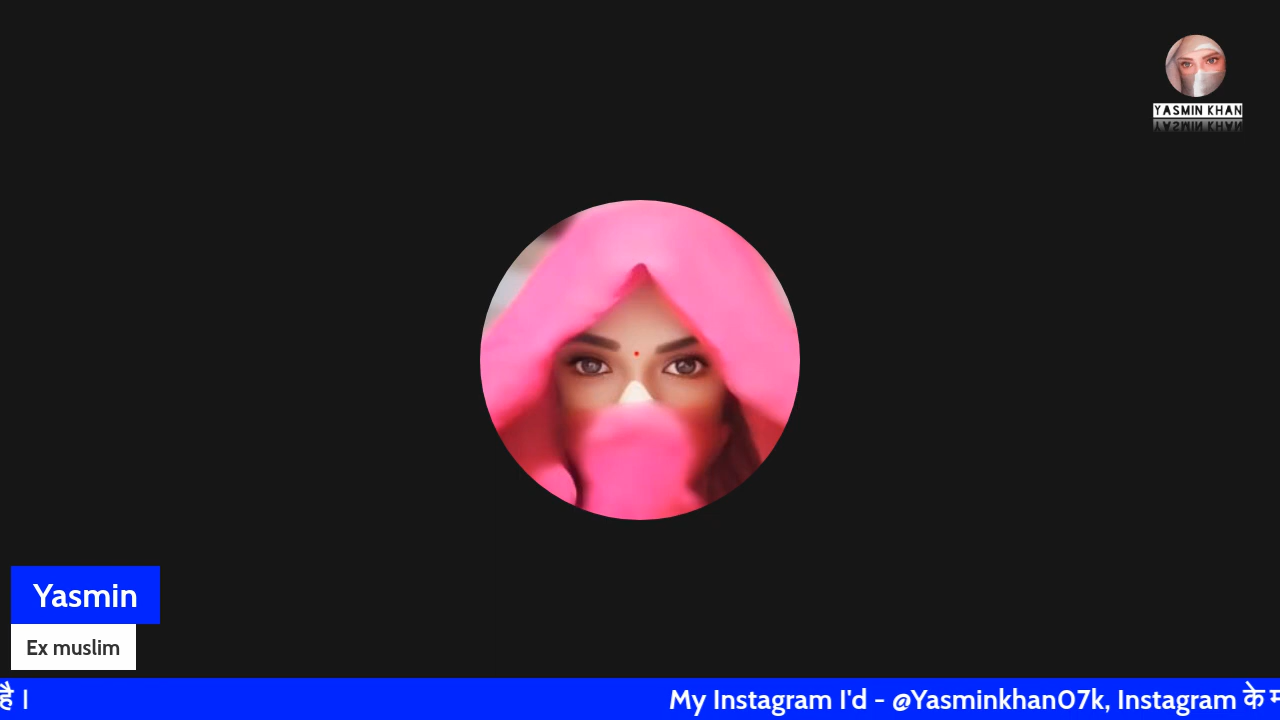 YASMIN KHAN
Yasmin
Ex muslim
है ।
My Instagram I'd - @Yasminkhan07k, Instagram के